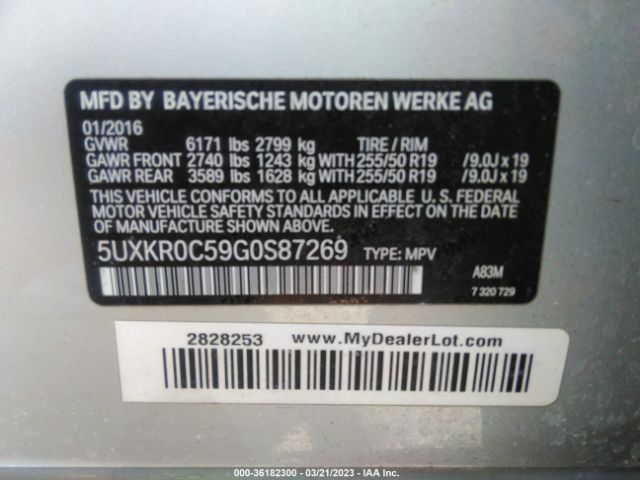 MFD BY BAYERISCHE MOTOREN WERKE AG
01/2016
GVWR 6171 lbs 2799 kg TIRE / RIM
GAWR FRONT 2740 lbs 1243 kg WITH 255/50 R19 /9.0J x 19
GAWR REAR 3589 lbs 1628 kg WITH 255/50 R19 /9.0J x 19
THIS VEHICLE CONFORMS TO ALL APPLICABLE U. S. FEDERAL
MOTOR VEHICLE SAFETY STANDARDS IN EFFECT ON THE DATE
OF MANUFACTURE SHOWN ABOVE.
5UXKR0C59G0S87269 TYPE: MPV
A83M
7 320 729
2828253 www.MyDealerLot.com
000-36182300 - 03/21/2023 - IAA Inc.